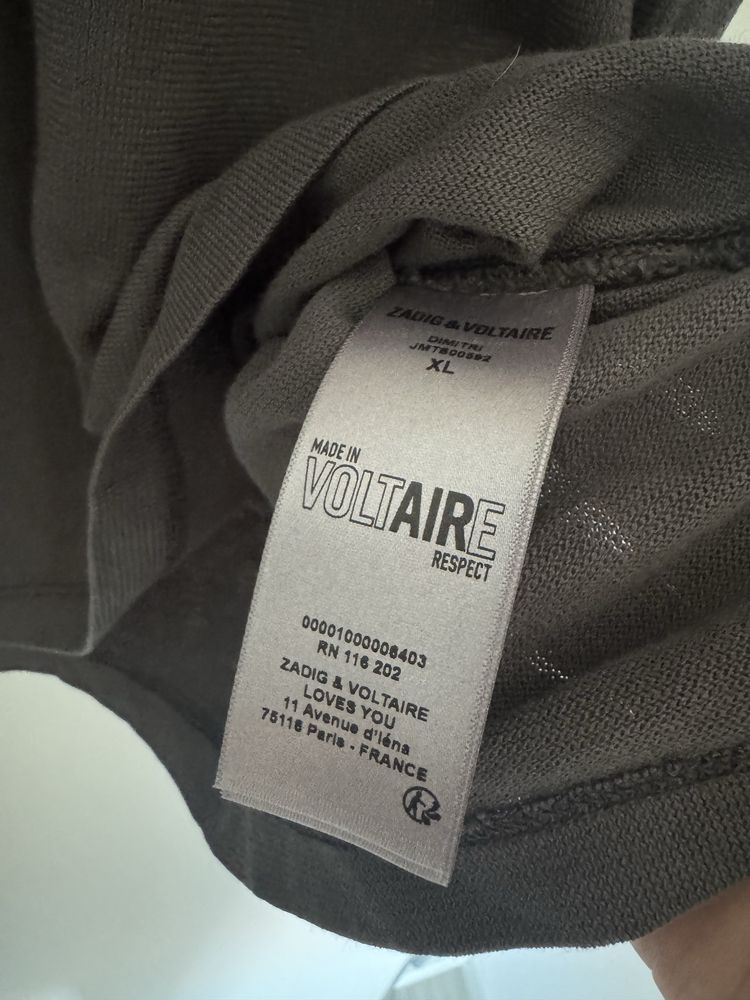 ZADIG & VOLTAIRE
DIMITRI
JMTS00592
XL
MADE IN
VOLTAIRE
RESPECT
00001000006403
RN 116 202
ZADIG & VOLTAIRE
LOVES YOU
11 Avenue d'Iéna
75116 Paris - FRANCE